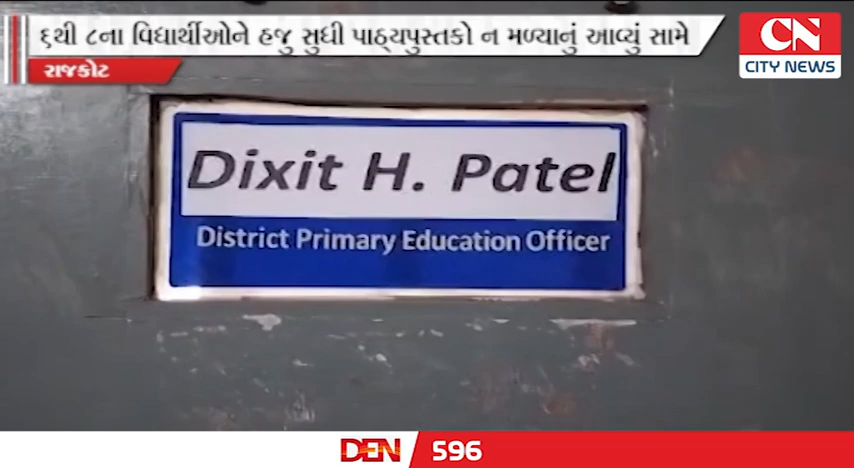 ૬થી ૮ના વિદ્યાર્થીઓને હજુ સુધી પાઠ્યપુસ્તકો ન મળ્યાનું આવ્યું સામે
રાજકોટ
CN
CITY NEWS
Dixit H. Patel
District Primary Education Officer
DEN 596